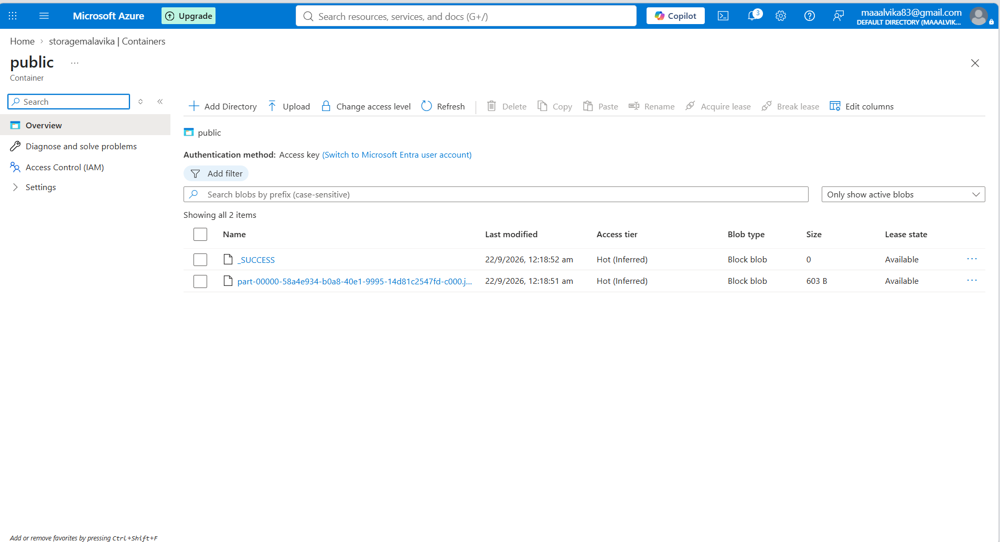 Microsoft Azure
Upgrade
Search resources, services, and docs (G+/)
Copilot
3
maaalvika83@gmail.com
DEFAULT DIRECTORY (MAAALVIK...
Home > storagemalavika | Containers
public ...
Container
Search
Overview
Diagnose and solve problems
Access Control (IAM)
Settings
Add Directory Upload Change access level Refresh Delete Copy Paste Rename Acquire lease Break lease Edit columns
public
Authentication method: Access key (Switch to Microsoft Entra user account)
Add filter
Search blobs by prefix (case-sensitive) Only show active blobs
Showing all 2 items
Name Last modified Access tier Blob type Size Lease state
_SUCCESS 22/9/2026, 12:18:52 am Hot (Inferred) Block blob 0 Available ...
part-00000-58a4e934-b0a8-40e1-9995-14d81c2547fd-c000.j... 22/9/2026, 12:18:51 am Hot (Inferred) Block blob 603 B Available ...
Add or remove favorites by pressing Ctrl+Shift+F